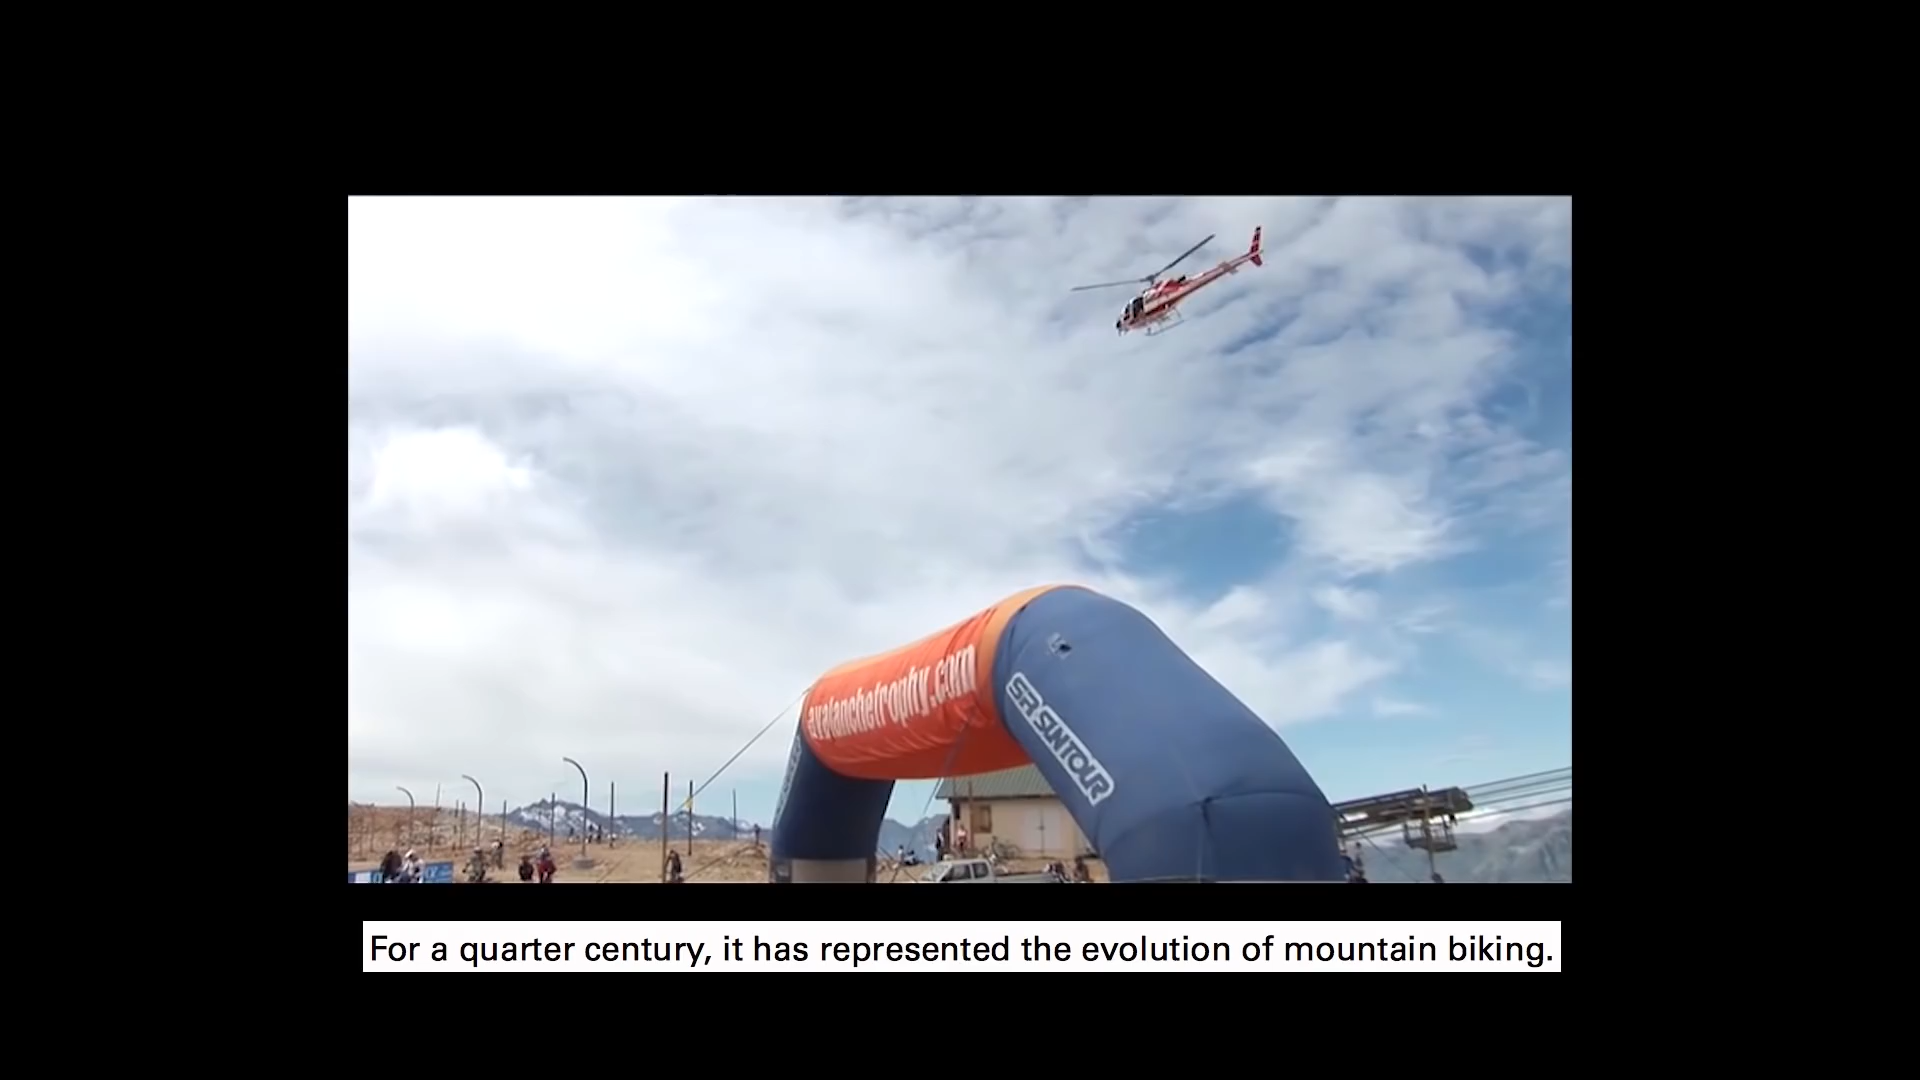 avalanchetrophy.com
SR SUNTOUR
For a quarter century, it has represented the evolution of mountain biking.